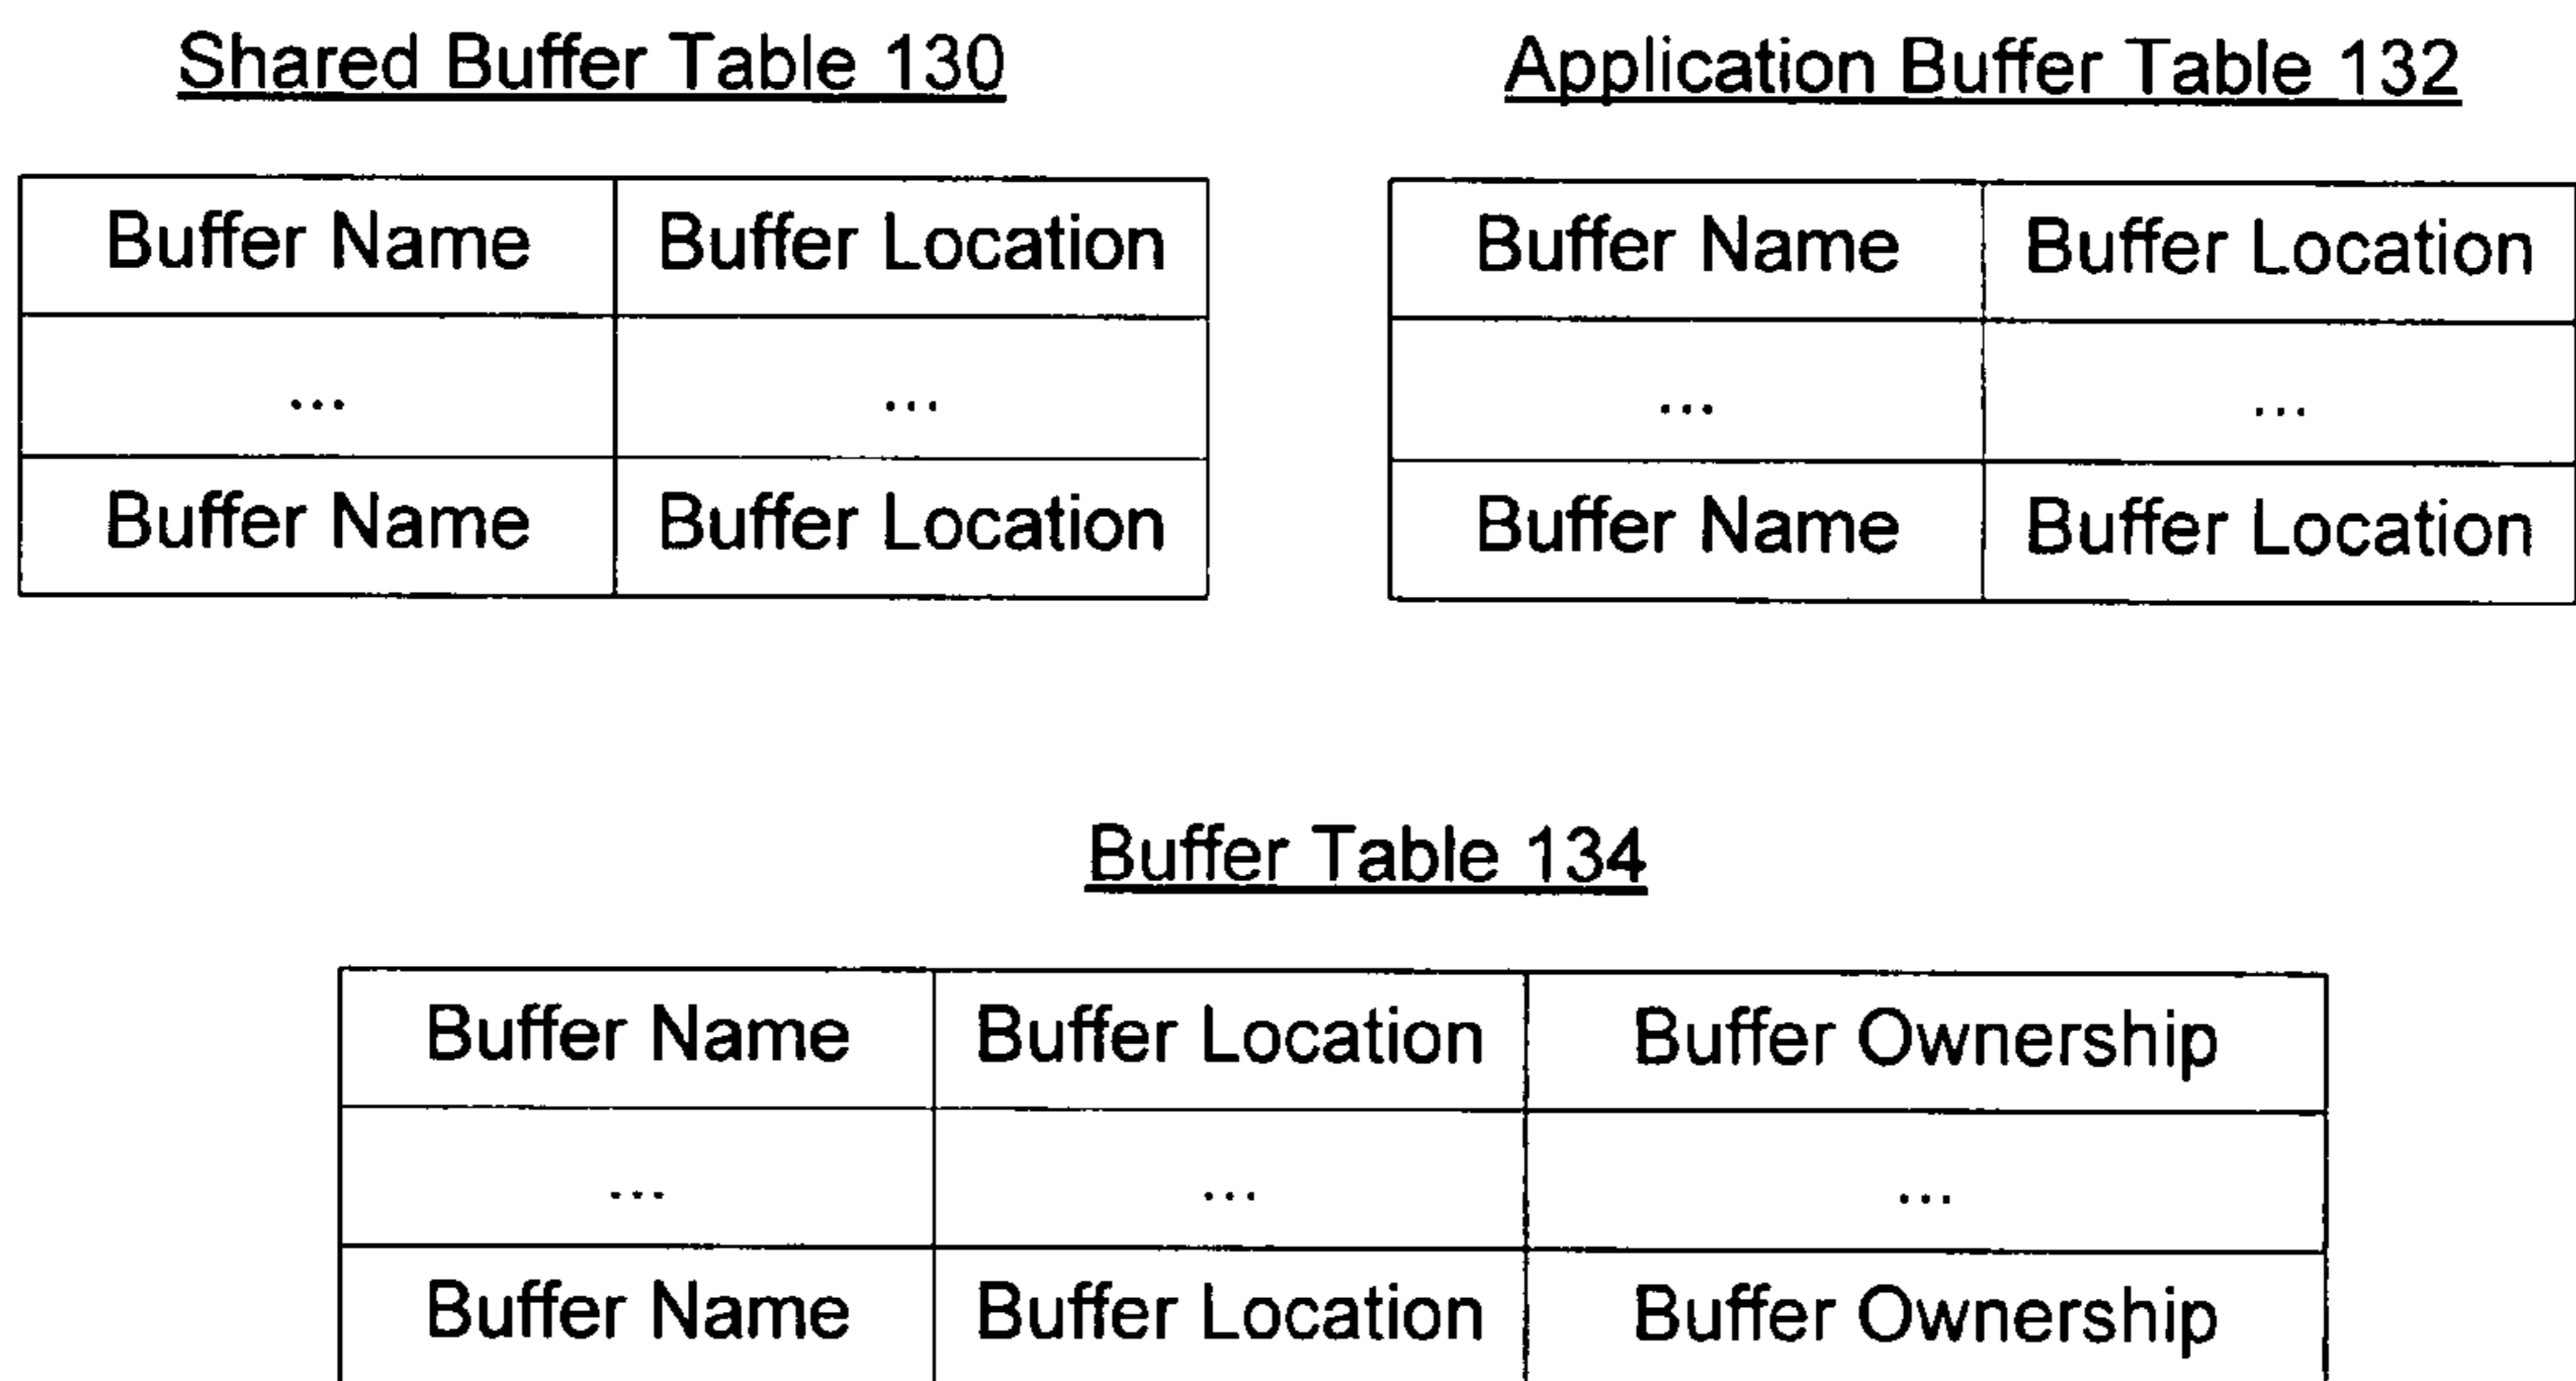 Shared Buffer Table 130
Buffer Name Buffer Location
... ...
Buffer Name Buffer Location
Application Buffer Table 132
Buffer Name Buffer Location
... ...
Buffer Name Buffer Location
Buffer Table 134
Buffer Name Buffer Location Buffer Ownership
... ... ...
Buffer Name Buffer Location Buffer Ownership